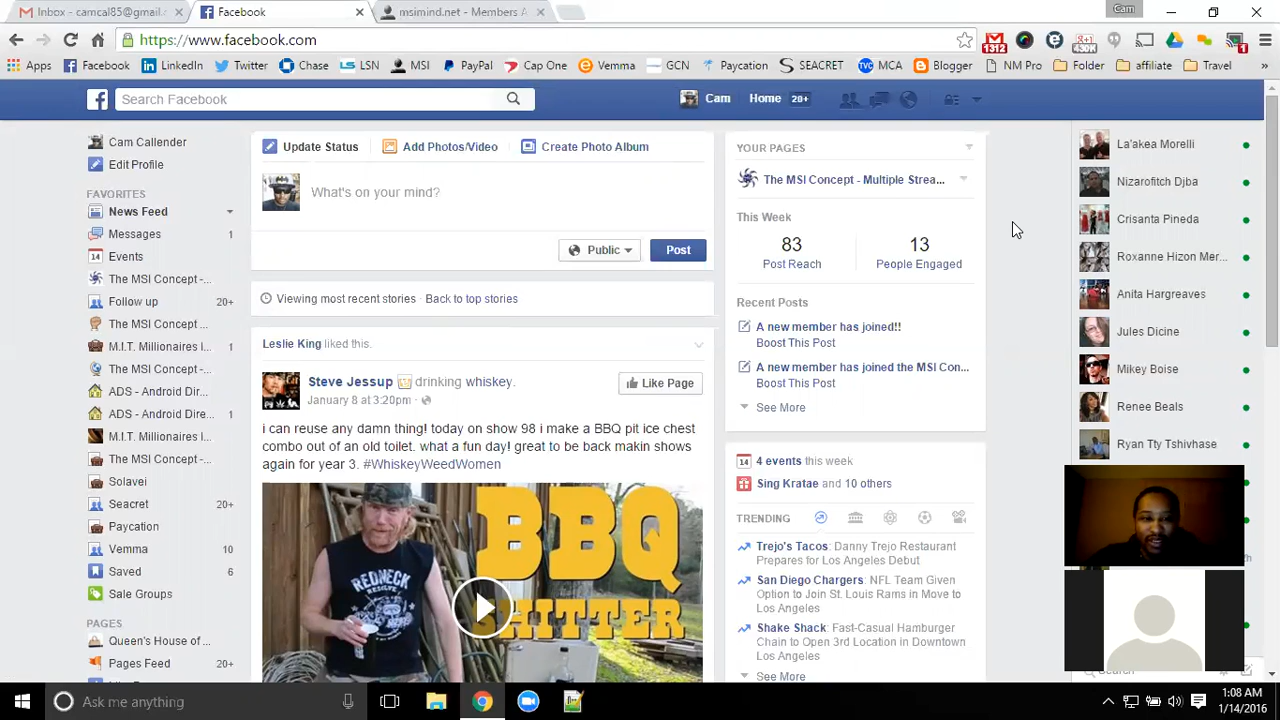 Inbox - camcal85@gmail.
Facebook
msimind.net - Members A
Cam
https://www.facebook.com
1312
430K
1
Apps
Facebook
LinkedIn
Twitter
Chase
LSN
MSI
PayPal
Cap One
Vemma
GCN
Paycation
SEACRET
MCA
Blogger
NM Pro
Folder
affiliate
Travel
Search Facebook
Cam
Home 20+
Cam Callender
Edit Profile
FAVORITES
News Feed
Messages 1
14 Events
The MSI Concept -...
Follow up 20+
The MSI Concept ...
M.I.T. Millionaires I... 1
The MSI Concept -...
ADS - Android Dir...
ADS - Android Dire... 1
M.I.T. Millionaires I...
The MSI Concept -...
Solavei
Seacret 20+
Paycation
Vemma 10
Saved 6
Sale Groups
PAGES
Queen's House of ...
Pages Feed 20+
Update Status
Add Photos/Video
Create Photo Album
What's on your mind?
Public
Post
Viewing most recent stories · Back to top stories
Leslie King liked this.
Steve Jessup drinking whiskey.
January 8 at 3:20pm ·
Like Page
i can reuse any damn thing! today on show 98 i make a BBQ pit ice chest
combo out of an old toilet. what a fun day! great to be back makin shows
again for year 3. #WhiskeyWeedWomen
BBQ
SHITTER
REDNECK
YOUR PAGES
The MSI Concept - Multiple Strea...
This Week
83
Post Reach
13
People Engaged
Recent Posts
A new member has joined!!
Boost This Post
A new member has joined the MSI Con...
Boost This Post
See More
14 4 events this week
Sing Kratae and 10 others
TRENDING
Trejo's Tacos: Danny Trejo Restaurant
Prepares for Los Angeles Debut
San Diego Chargers: NFL Team Given
Option to Join St. Louis Rams in Move to
Los Angeles
Shake Shack: Fast-Casual Hamburger
Chain to Open 3rd Location in Downtown
Los Angeles
See More
La'akea Morelli
Nizarofitch Djba
Crisanta Pineda
Roxanne Hizon Mer...
Anita Hargreaves
Jules Dicine
Mikey Boise
Renee Beals
Ryan Tty Tshivhase
Search
Ask me anything
1:08 AM
1/14/2016